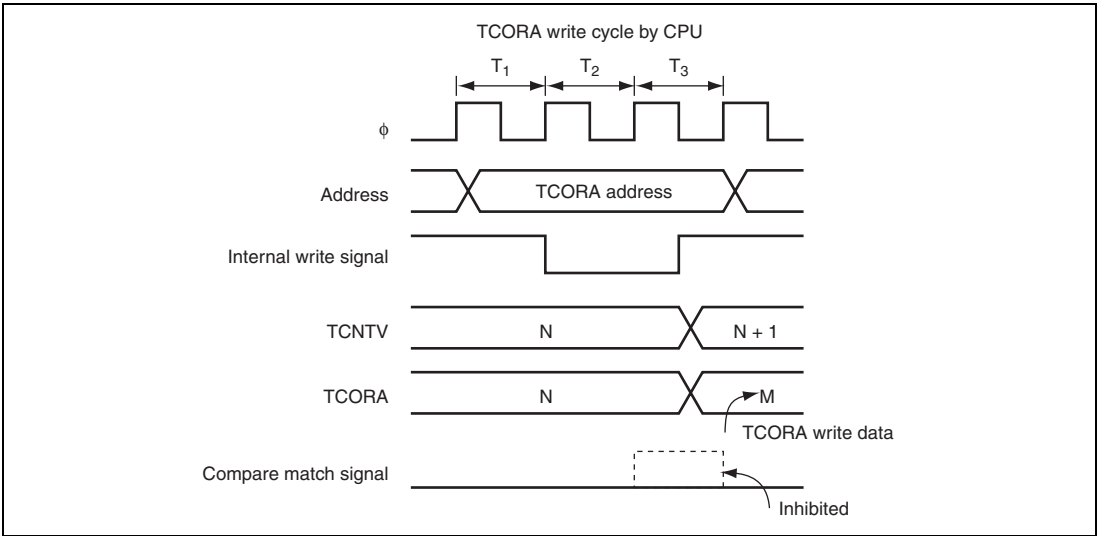 TCORA write cycle by CPU
T1 T2 T3
ϕ
Address TCORA address
Internal write signal
TCNTV N N + 1
TCORA N M
TCORA write data
Compare match signal
Inhibited